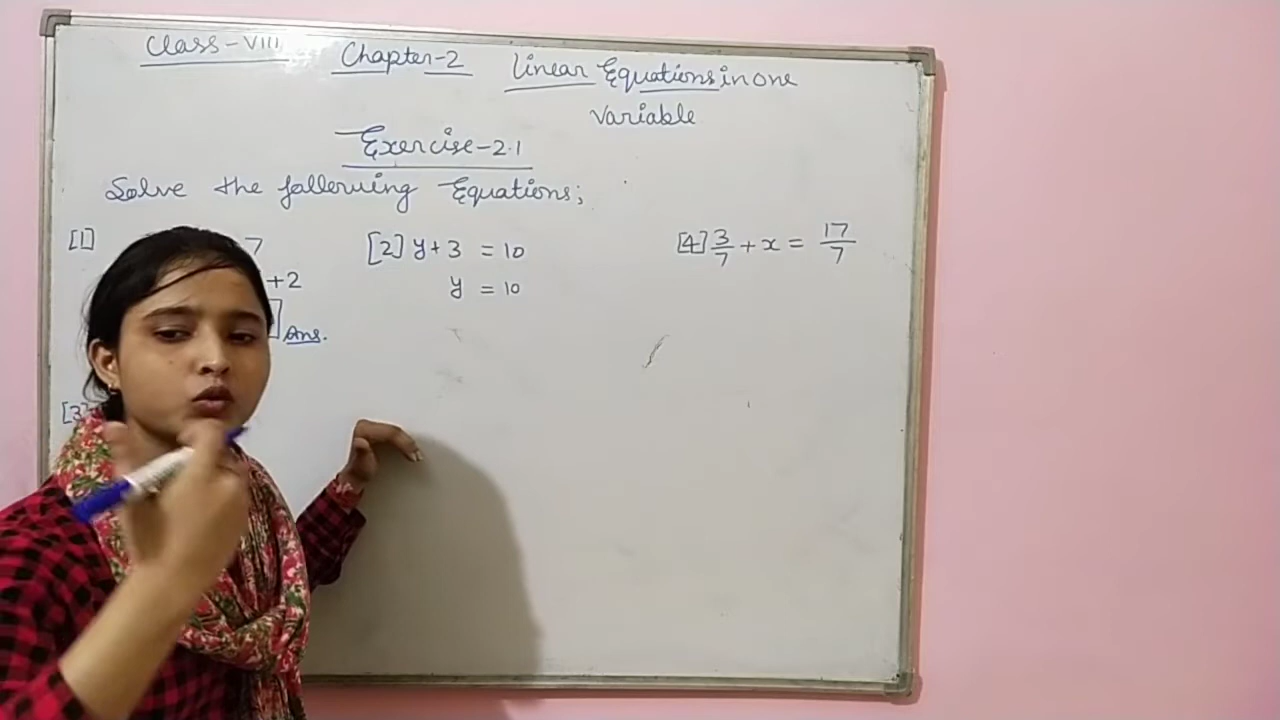 Class-VIII Chapter-2 Linear Equations in one
Variable
Exercise-2.1
Solve the following Equations;
[1] 7
+2
Ans.
[2] y+3 = 10
y = 10
[3]
[4] 3/7 + x = 17/7